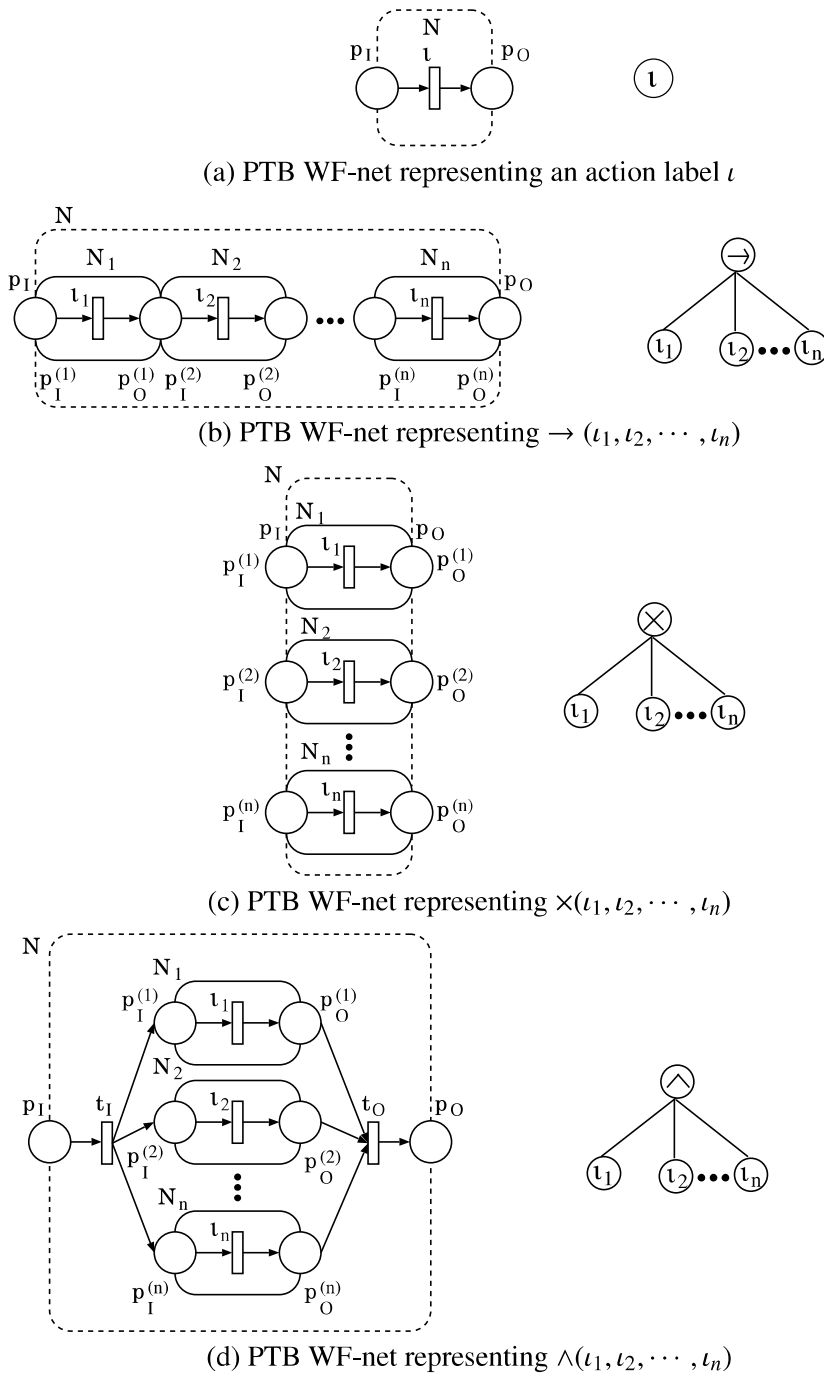 N
p_I ι p_O ι
(a) PTB WF-net representing an action label ι
N
N_1 N_2 N_n
p_I ι_1 ι_2 ••• ι_n p_O
→
ι_1 ι_2 ••• ι_n
p_I^(1) p_O^(1) p_I^(2) p_O^(2) p_I^(n) p_O^(n)
(b) PTB WF-net representing → (ι_1, ι_2, ⋯ , ι_n)
N
p_I N_1 p_O
p_I^(1) ι_1 p_O^(1)
N_2
p_I^(2) ι_2 p_O^(2)
N_n
p_I^(n) ι_n p_O^(n)
×
ι_1 ι_2 ••• ι_n
(c) PTB WF-net representing ×(ι_1, ι_2, ⋯ , ι_n)
N
N_1
p_I^(1) ι_1 p_O^(1)
N_2
p_I t_I ι_2 t_O p_O
p_I^(2) p_O^(2)
N_n
ι_n
p_I^(n) p_O^(n)
∧
ι_1 ι_2 ••• ι_n
(d) PTB WF-net representing ∧(ι_1, ι_2, ⋯ , ι_n)